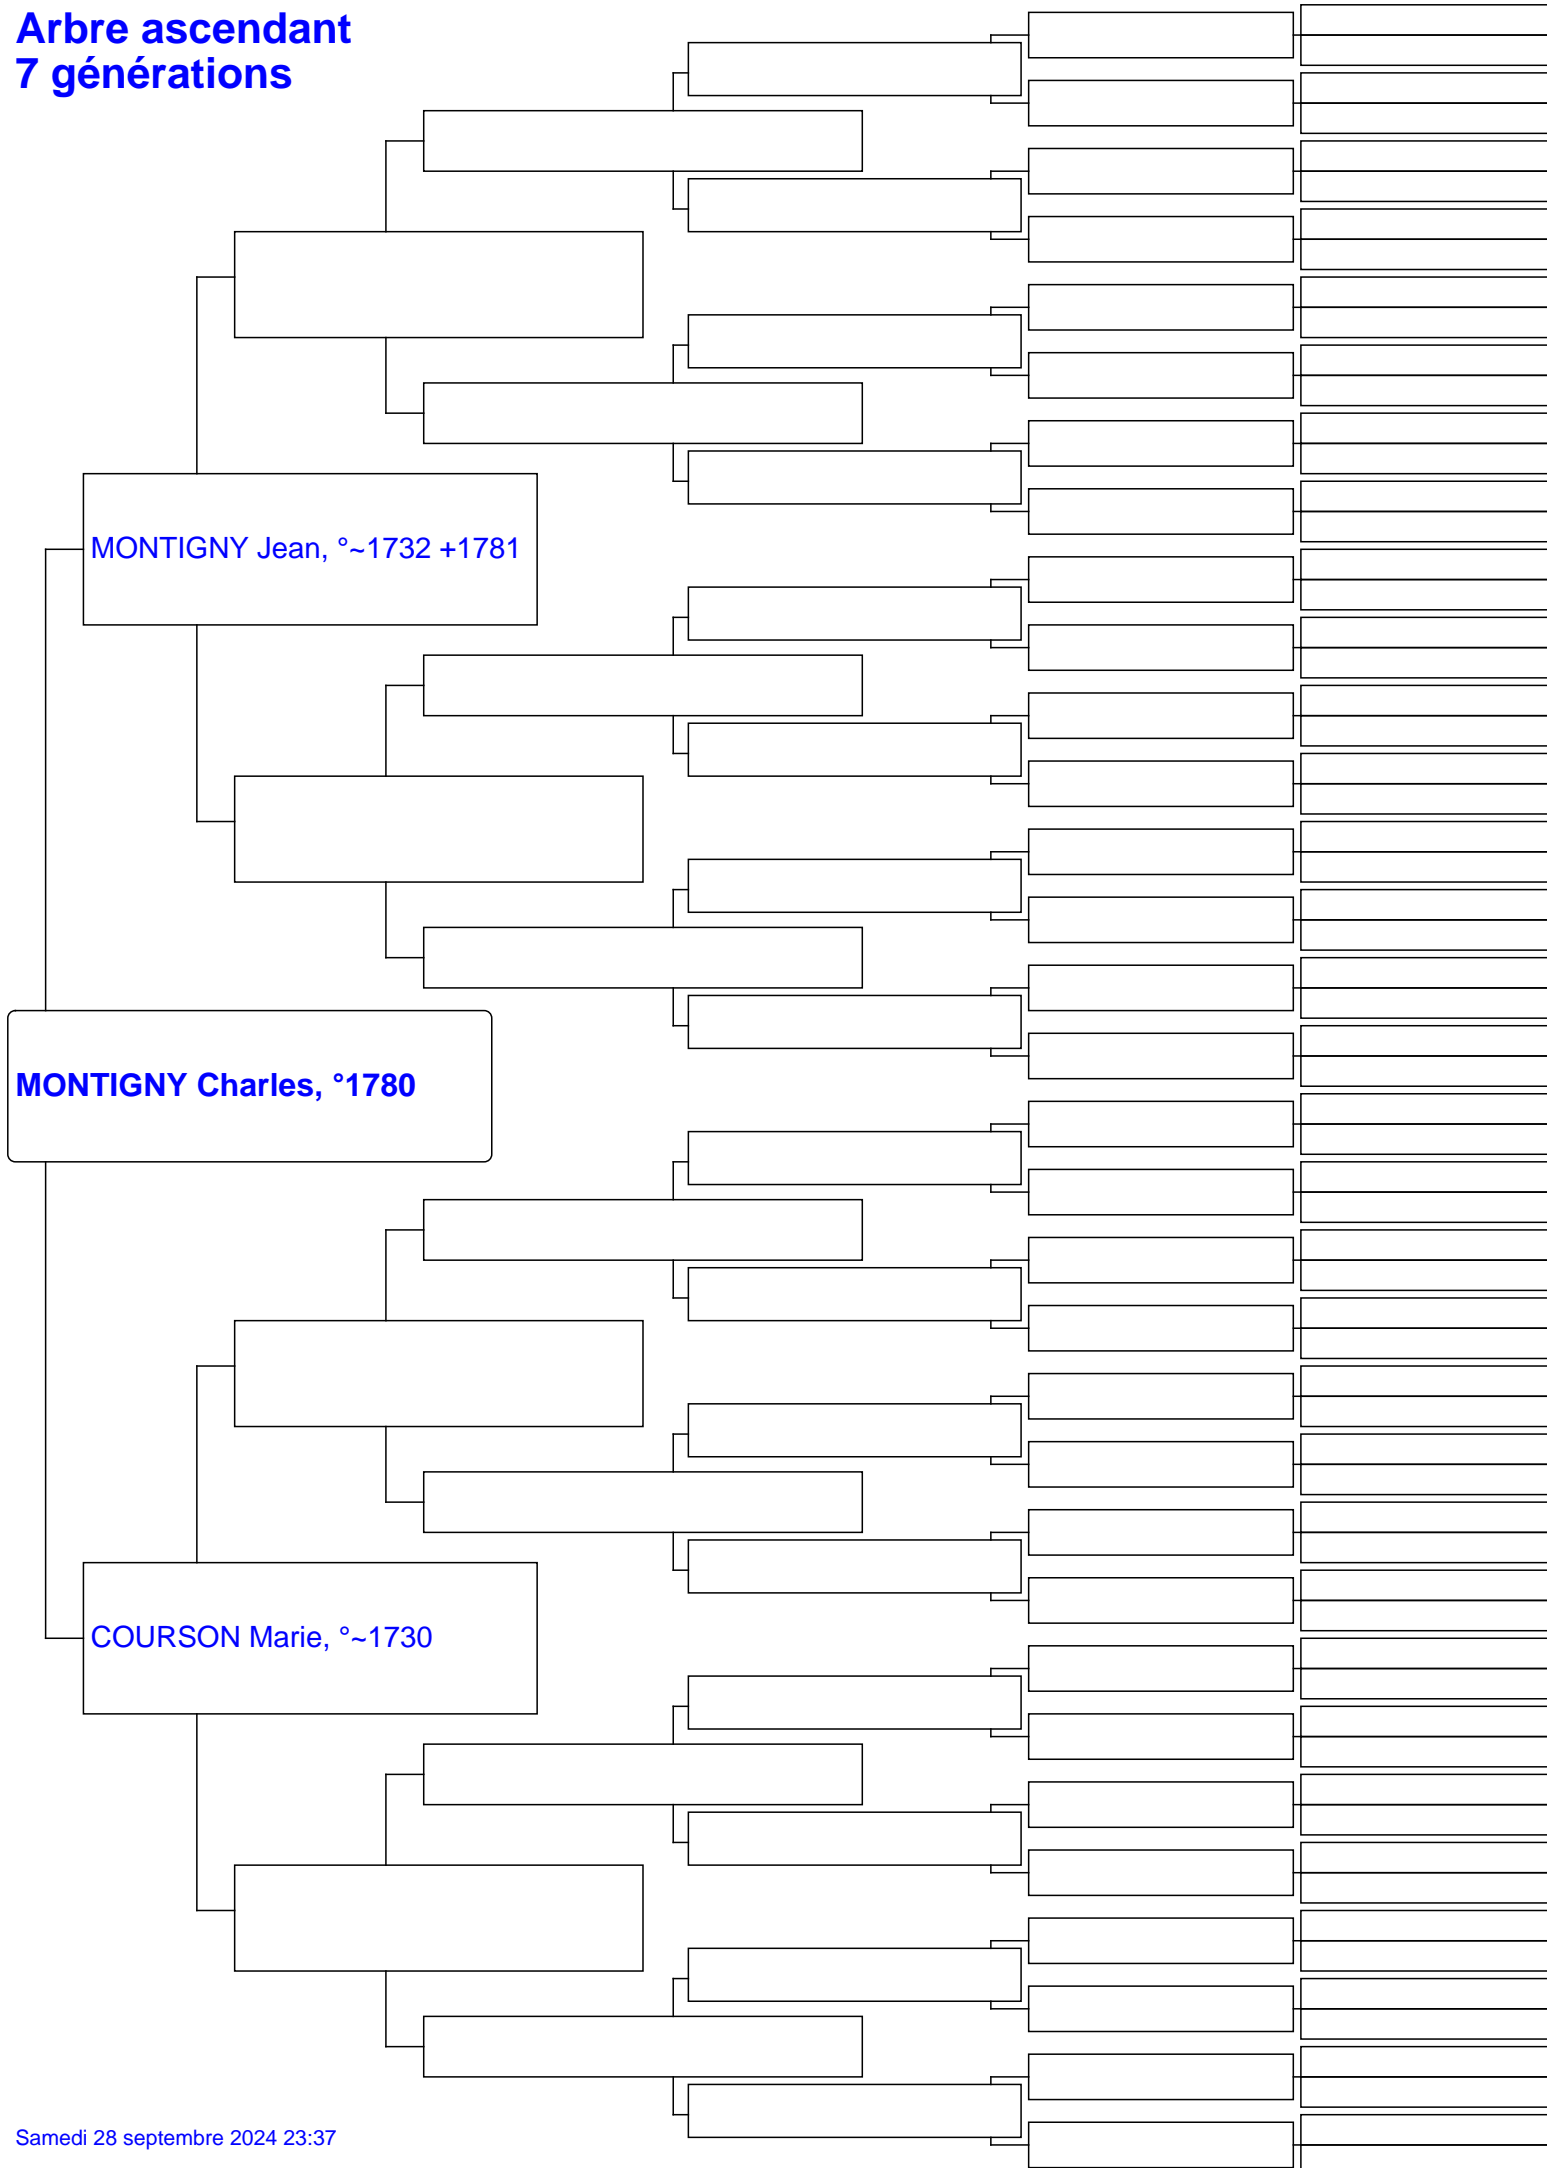 Arbre ascendant
7 générations
MONTIGNY Jean, °~1732 +1781
MONTIGNY Charles, °1780
COURSON Marie, °~1730
Samedi 28 septembre 2024 23:37